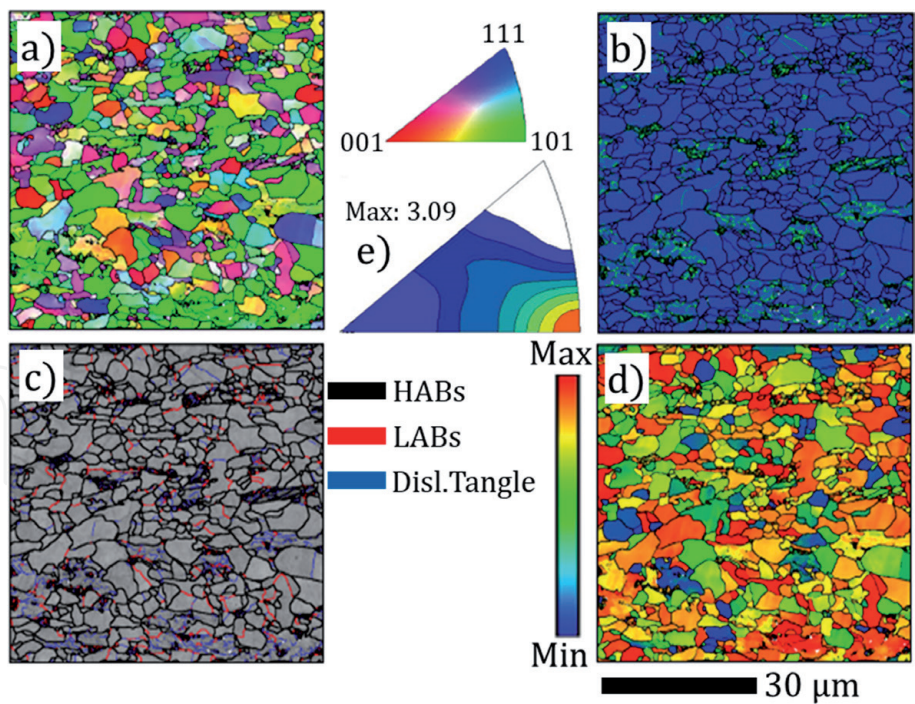 a)
111
001
101
b)
Max: 3.09
e)
c)
HABs
LABs
Disl.Tangle
Max
Min
d)
30 μm